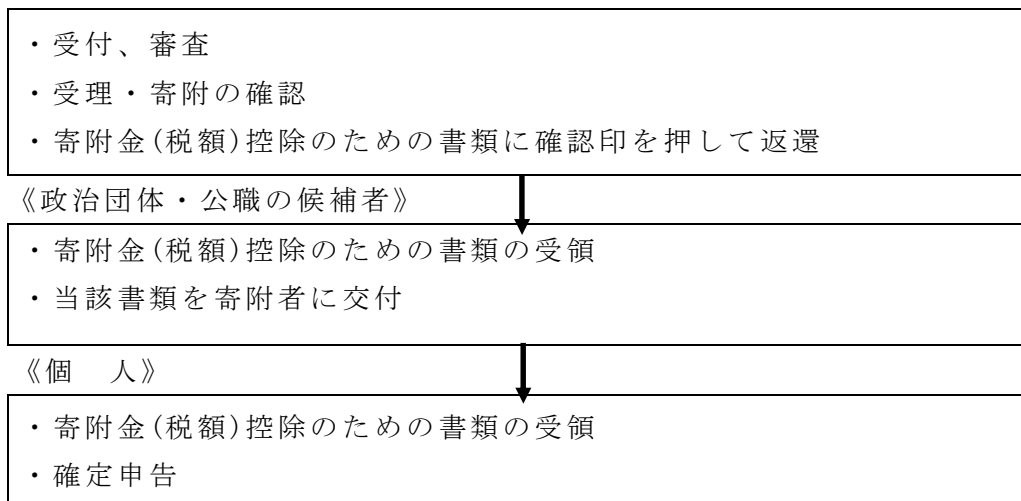 ・受付、審査
・受理・寄附の確認
・寄附金(税額)控除のための書類に確認印を押して返還
《政治団体・公職の候補者》
・寄附金(税額)控除のための書類の受領
・当該書類を寄附者に交付
《個　人》
・寄附金(税額)控除のための書類の受領
・確定申告